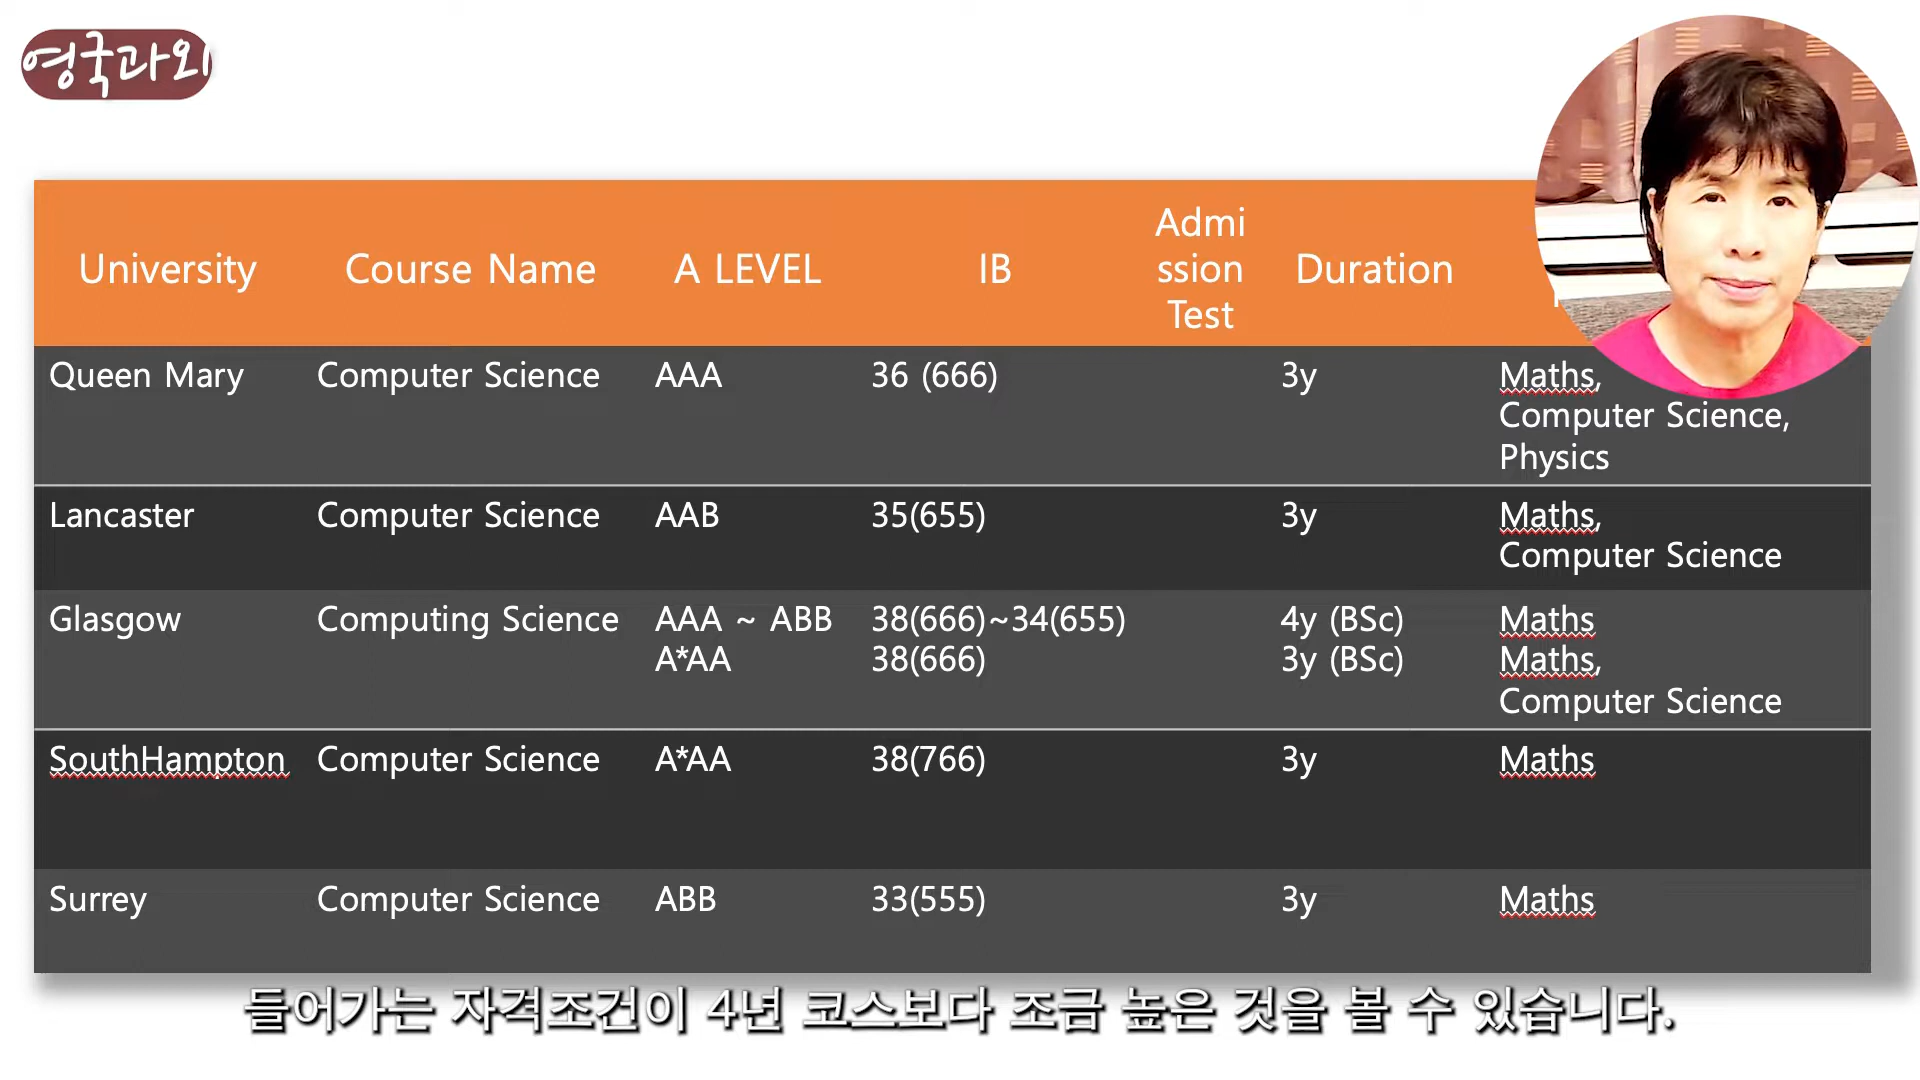 영국과외
University Course Name A LEVEL IB Admi
ssion
Test Duration
Queen Mary Computer Science AAA 36 (666) 3y Maths,
Computer Science,
Physics
Lancaster Computer Science AAB 35(655) 3y Maths,
Computer Science
Glasgow Computing Science AAA ~ ABB 38(666)~34(655) 4y (BSc) Maths
A*AA 38(666) 3y (BSc) Maths,
Computer Science
SouthHampton Computer Science A*AA 38(766) 3y Maths
Surrey Computer Science ABB 33(555) 3y Maths
들어가는 자격조건이 4년 코스보다 조금 높은 것을 볼 수 있습니다.